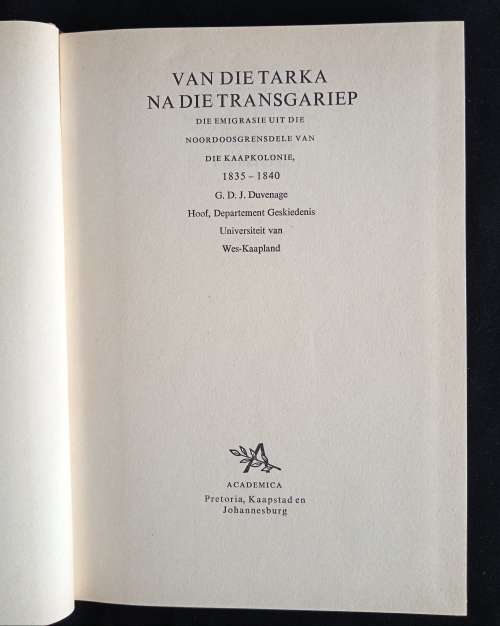 VAN DIE TARKA
NA DIE TRANSGARIEP
DIE EMIGRASIE UIT DIE
NOORDOOSGRENSDELE VAN
DIE KAAPKOLONIE,
1835 – 1840
G. D. J. Duvenage
Hoof, Departement Geskiedenis
Universiteit van
Wes-Kaapland
ACADEMICA
Pretoria, Kaapstad en
Johannesburg